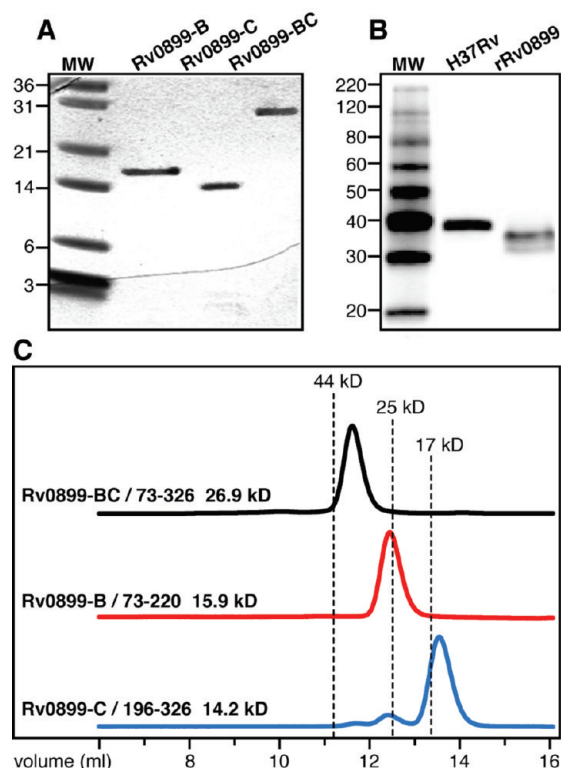 A
MW
Rv0899-B
Rv0899-C
Rv0899-BC
36
31
21
14
6
3
B
MW
H37Rv
rRv0899
220
120
80
60
50
40
30
20
C
44 kD
25 kD
17 kD
Rv0899-BC / 73-326 26.9 kD
Rv0899-B / 73-220 15.9 kD
Rv0899-C / 196-326 14.2 kD
volume (ml) 8 10 12 14 16